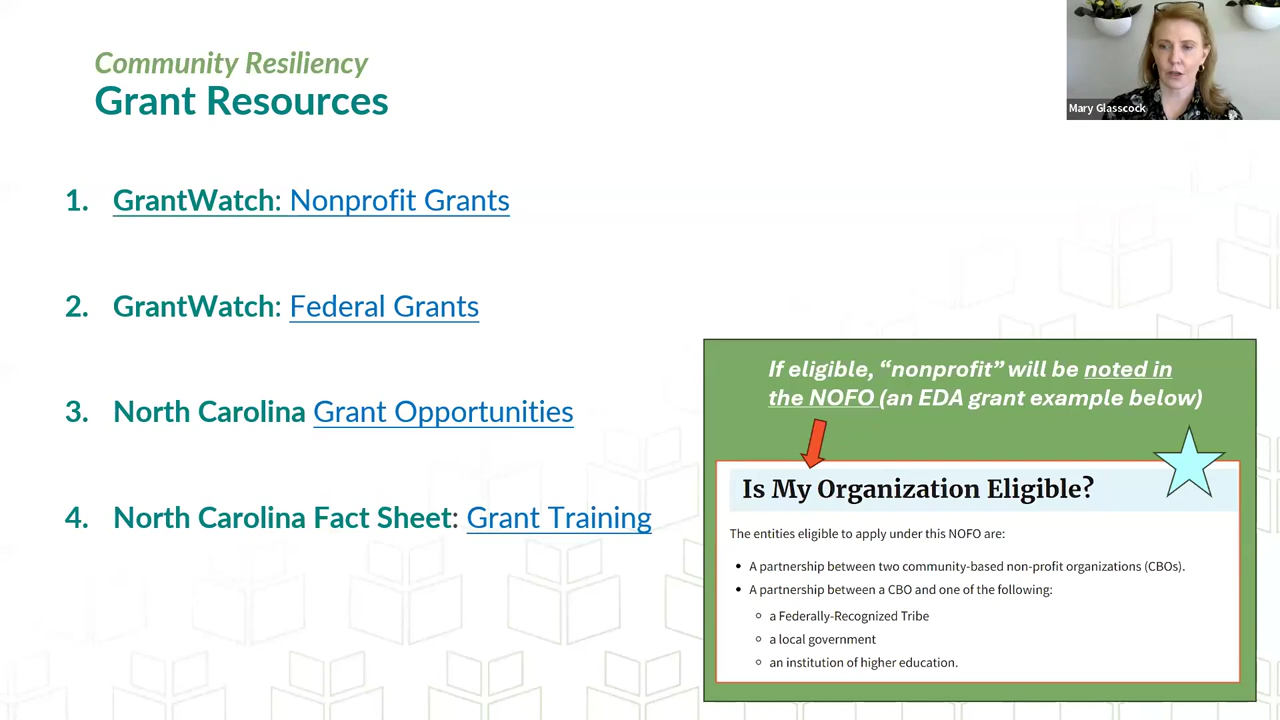 Community Resiliency
Grant Resources
Mary Glasscock
1. GrantWatch: Nonprofit Grants
2. GrantWatch: Federal Grants
3. North Carolina Grant Opportunities
4. North Carolina Fact Sheet: Grant Training
If eligible, “nonprofit” will be noted in
the NOFO (an EDA grant example below)
Is My Organization Eligible?
The entities eligible to apply under this NOFO are:
• A partnership between two community-based non-profit organizations (CBOs).
• A partnership between a CBO and one of the following:
◦ a Federally-Recognized Tribe
◦ a local government
◦ an institution of higher education.